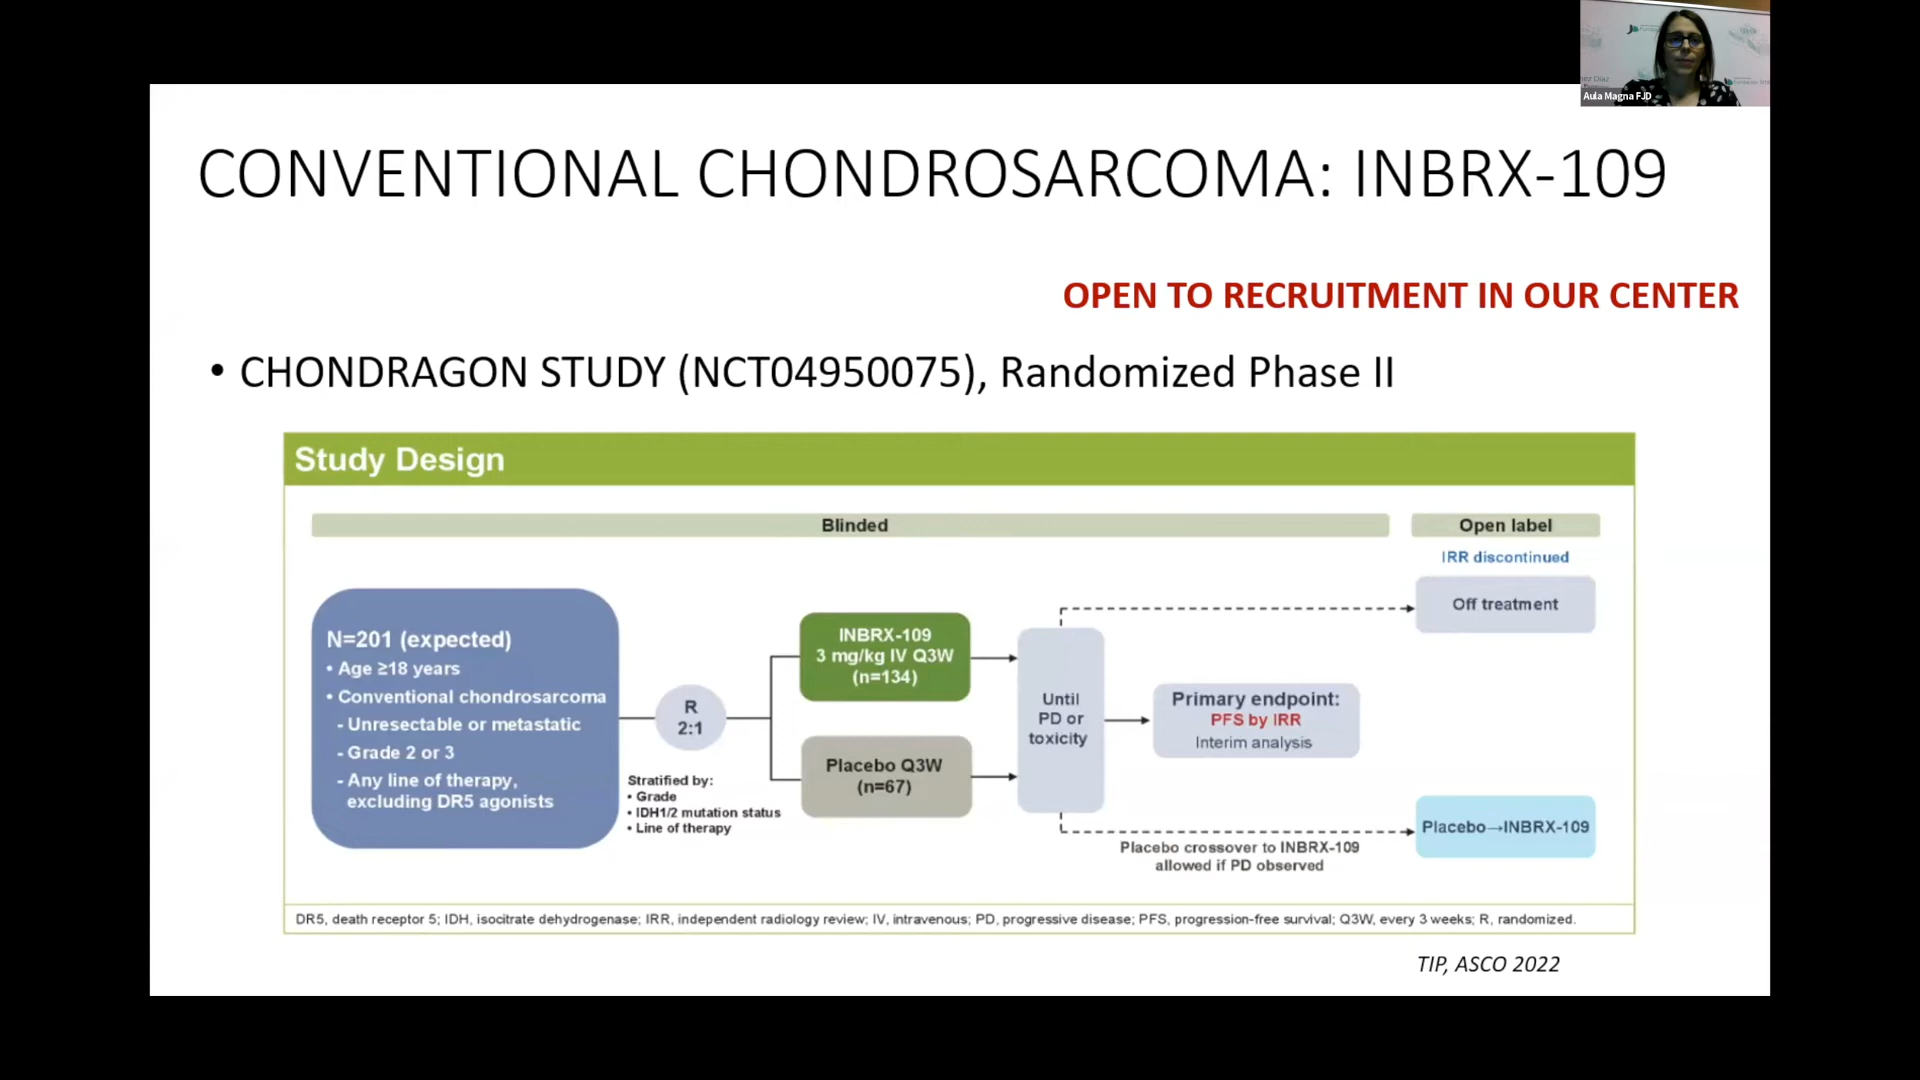 Aula Magna FJD
CONVENTIONAL CHONDROSARCOMA: INBRX-109
OPEN TO RECRUITMENT IN OUR CENTER
• CHONDRAGON STUDY (NCT04950075), Randomized Phase II
Study Design
Blinded
Open label
IRR discontinued
Off treatment
N=201 (expected)
• Age ≥18 years
• Conventional chondrosarcoma
- Unresectable or metastatic
- Grade 2 or 3
- Any line of therapy,
excluding DR5 agonists
R
2:1
Stratified by:
• Grade
• IDH1/2 mutation status
• Line of therapy
INBRX-109
3 mg/kg IV Q3W
(n=134)
Placebo Q3W
(n=67)
Until
PD or
toxicity
Primary endpoint:
PFS by IRR
Interim analysis
Placebo→INBRX-109
Placebo crossover to INBRX-109
allowed if PD observed
DR5, death receptor 5; IDH, isocitrate dehydrogenase; IRR, independent radiology review; IV, intravenous; PD, progressive disease; PFS, progression-free survival; Q3W, every 3 weeks; R, randomized.
TIP, ASCO 2022